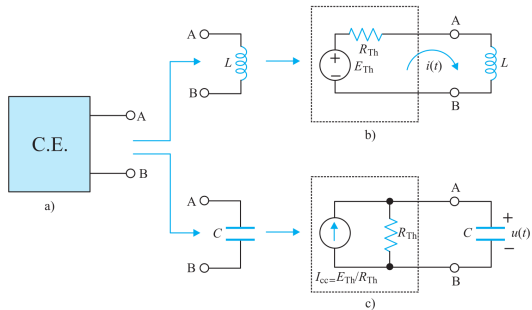 C.E.
A
B
a)
A
L
B
R_Th
E_Th
+
−
i(t)
A
B
L
b)
A
C
B
R_Th
I_cc=E_Th/R_Th
A
B
C
+
u(t)
−
c)